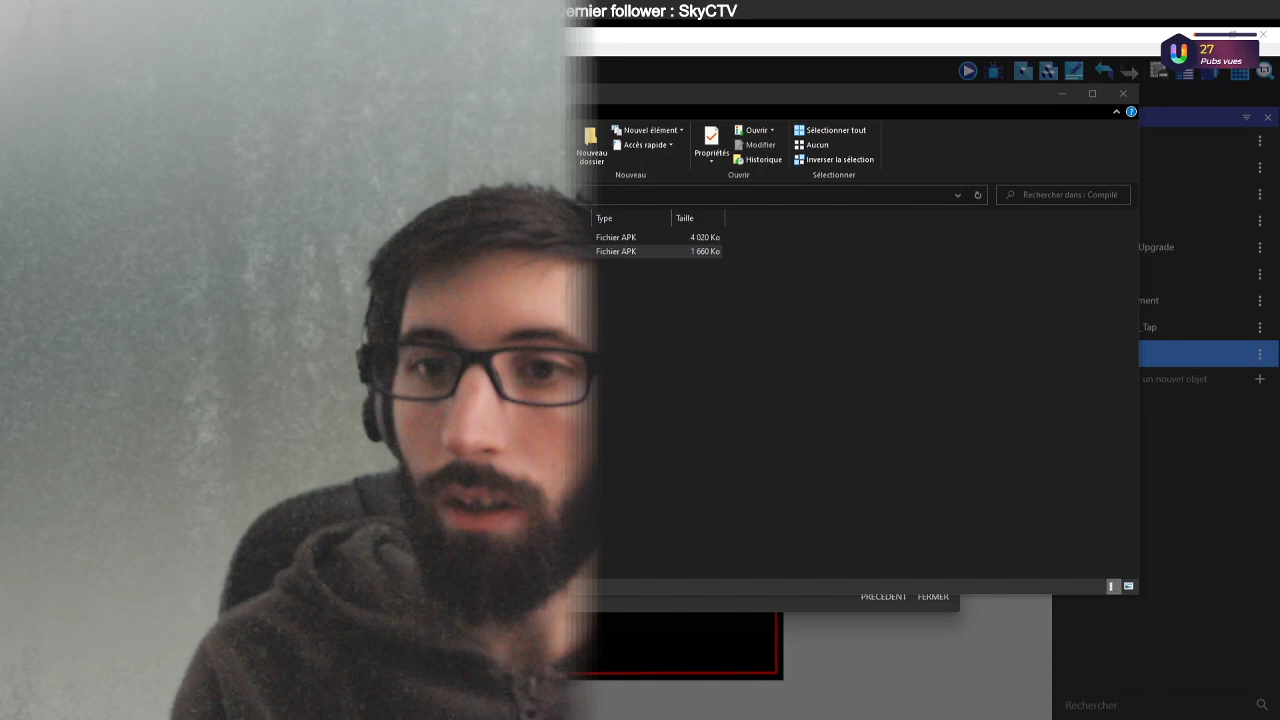 Dernier follower : SkyCTV
27
Pubs vues
Nouvel élément
Accès rapide
Nouveau
dossier
Propriétés
Ouvrir
Modifier
Historique
Sélectionner tout
Aucun
Inverser la sélection
Nouveau
Ouvrir
Sélectionner
Rechercher dans : Compilé
Type
Taille
Fichier APK
4 020 Ko
Fichier APK
1 660 Ko
Upgrade
ment
_Tap
un nouvel objet
PRÉCÉDENT
FERMER
Rechercher